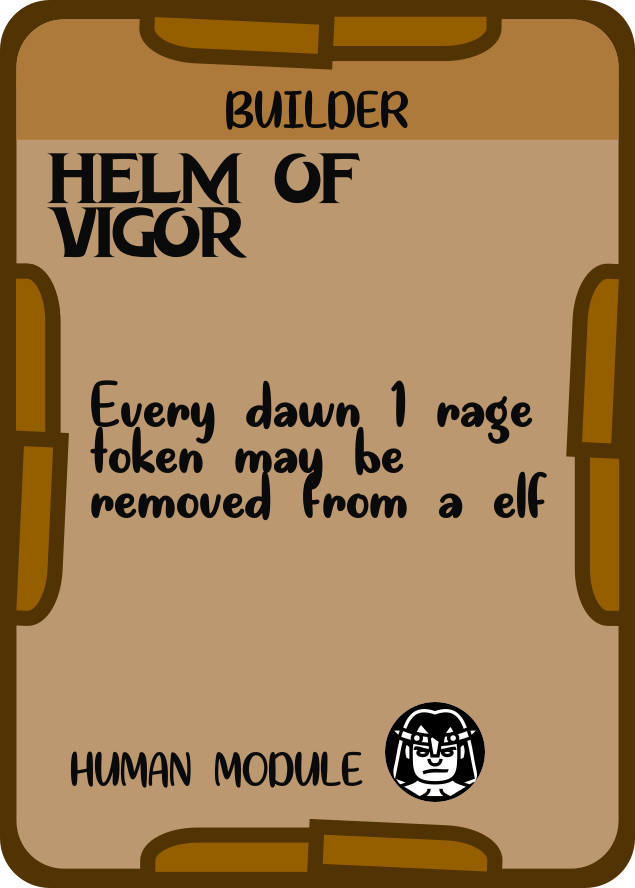 BUILDER
HELM OF
VIGOR
Every dawn 1 rage
token may be
removed from a elf
HUMAN MODULE